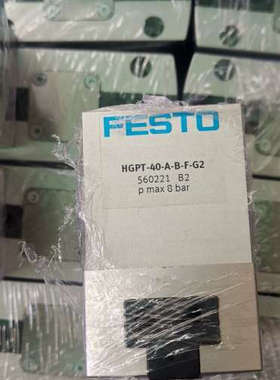 FESTO
HGPT-40-A-B-F-G2
560221 B2
p max 8 bar